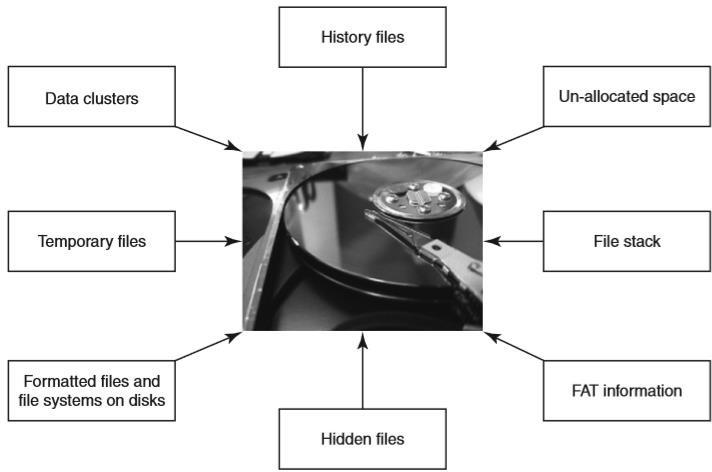 History files
Data clusters
Un-allocated space
Temporary files
File stack
Formatted files and
file systems on disks
FAT information
Hidden files